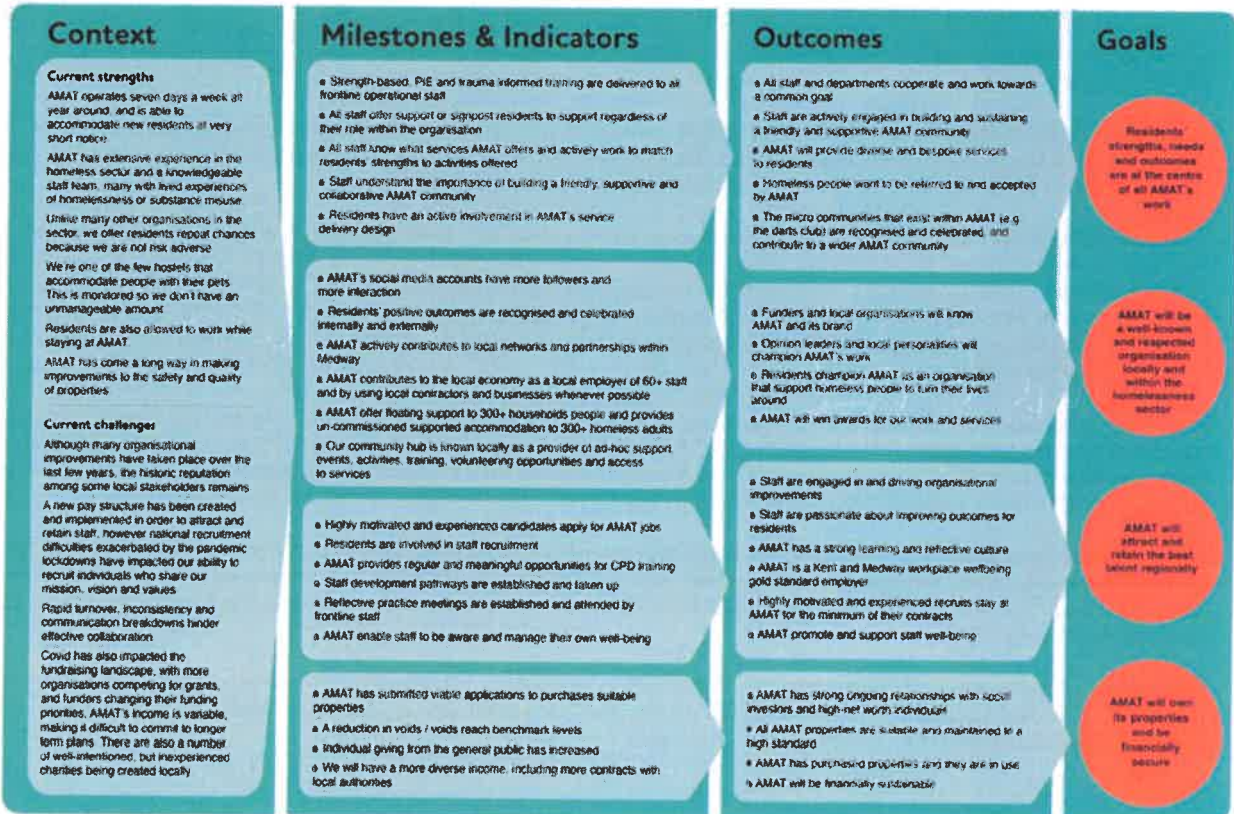 Context
Current strengths
AMAT operates seven days a week all
year around, and is able to
accommodate new residents at very
short notice
AMAT has extensive experience in the
homeless sector and a knowledgeable
staff team, many with lived experiences
of homelessness or substance misuse.
Unlike many other organisations in the
sector, we offer residents repeat chances
because we are not risk adverse
We're one of the few hostels that
accommodate people with their pets
This is monitored so we don't have an
unmanageable amount
Residents are also allowed to work while
staying at AMAT
AMAT has come a long way in making
improvements to the safety and quality
of properties
Current challenges
Although many organisational
improvements have taken place over the
last few years, the historic reputation
among some local stakeholders remains
A new pay structure has been created
and implemented in order to attract and
retain staff, however national recruitment
difficulties exacerbated by the pandemic
lockdowns have impacted our ability to
recruit individuals who share our
mission, vision and values
Rapid turnover, inconsistency and
communication breakdowns hinder
effective collaboration
Covid has also impacted the
fundraising landscape, with more
organisations competing for grants,
and funders changing their funding
priorities. AMAT's income is variable,
making it difficult to commit to longer
term plans. There are also a number
of well-intentioned, but inexperienced
charities being created locally
Milestones & Indicators
Strength-based, PIE and trauma informed training are delivered to all
frontline operational staff
All staff offer support or signpost residents to support regardless of
their role within the organisation
All staff know what services AMAT offers and actively work to match
residents' strengths to activities offered
Staff understand the importance of building a friendly, supportive and
collaborative AMAT community
Residents have an active involvement in AMAT's service
delivery design
AMAT's social media accounts have more followers and
more interaction
Residents' positive outcomes are recognised and celebrated
internally and externally
AMAT actively contributes to local networks and partnerships within
Medway
AMAT contributes to the local economy as a local employer of 60+ staff
and by using local contractors and businesses whenever possible
AMAT offer floating support to 300+ households people and provides
un-commissioned supported accommodation to 300+ homeless adults
Our community hub is known locally as a provider of ad-hoc support,
events, activities, training, volunteering opportunities and access
to services
Highly motivated and experienced candidates apply for AMAT jobs
Residents are involved in staff recruitment
AMAT provides regular and meaningful opportunities for CPD training
Staff development pathways are established and taken up
Reflective practice meetings are established and attended by
frontline staff
AMAT enable staff to be aware and manage their own well-being
AMAT has submitted viable applications to purchases suitable
properties
A reduction in voids / voids reach benchmark levels
Individual giving from the general public has increased
We will have a more diverse income, including more contracts with
local authorities
Outcomes
All staff and departments cooperate and work towards
a common goal
Staff are actively engaged in building and sustaining
a friendly and supportive AMAT community
AMAT will provide diverse and bespoke services
to residents
Homeless people want to be referred to and accepted
by AMAT
The micro communities that exist within AMAT (e.g
the darts club) are recognised and celebrated, and
contribute to a wider AMAT community
Funders and local organisations will know
AMAT and its brand
Opinion leaders and local personalities will
champion AMAT's work
Residents champion AMAT as an organisation
that support homeless people to turn their lives
around
AMAT will win awards for our work and services
Staff are engaged in and driving organisational
improvements
Staff are passionate about improving outcomes for
residents
AMAT has a strong learning and reflective culture
AMAT is a Kent and Medway workplace wellbeing
gold standard employer
Highly motivated and experienced recruits stay at
AMAT for the minimum of their contracts
AMAT promote and support staff well-being
AMAT has strong ongoing relationships with social
investors and high-net worth individuals
All AMAT properties are suitable and maintained to a
high standard
AMAT has purchased properties and they are in use
AMAT will be financially sustainable
Goals
Residents'
strengths, needs
and outcomes
are at the centre
of all AMAT's
work
AMAT will be
a well-known
and respected
organisation
locally and
within the
homelessness
sector
AMAT will
attract and
retain the best
talent regionally
AMAT will own
its properties
and be
financially
secure